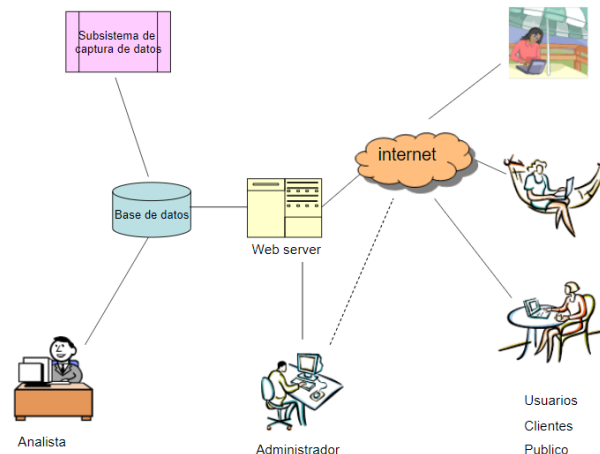 Subsistema de
captura de datos
internet
Base de datos
Web server
Usuarios
Clientes
Analista
Administrador
Publico